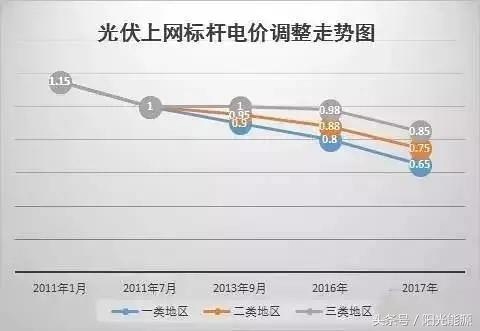 光伏上网标杆电价调整走势图
1.15
1 1 0.98
0.95 0.88 0.85
0.9 0.8 0.75
0.65
2011年1月 2011年7月 2013年9月 2016年 2017年
一类地区 二类地区 三类地区
头条号 / 阳光能源